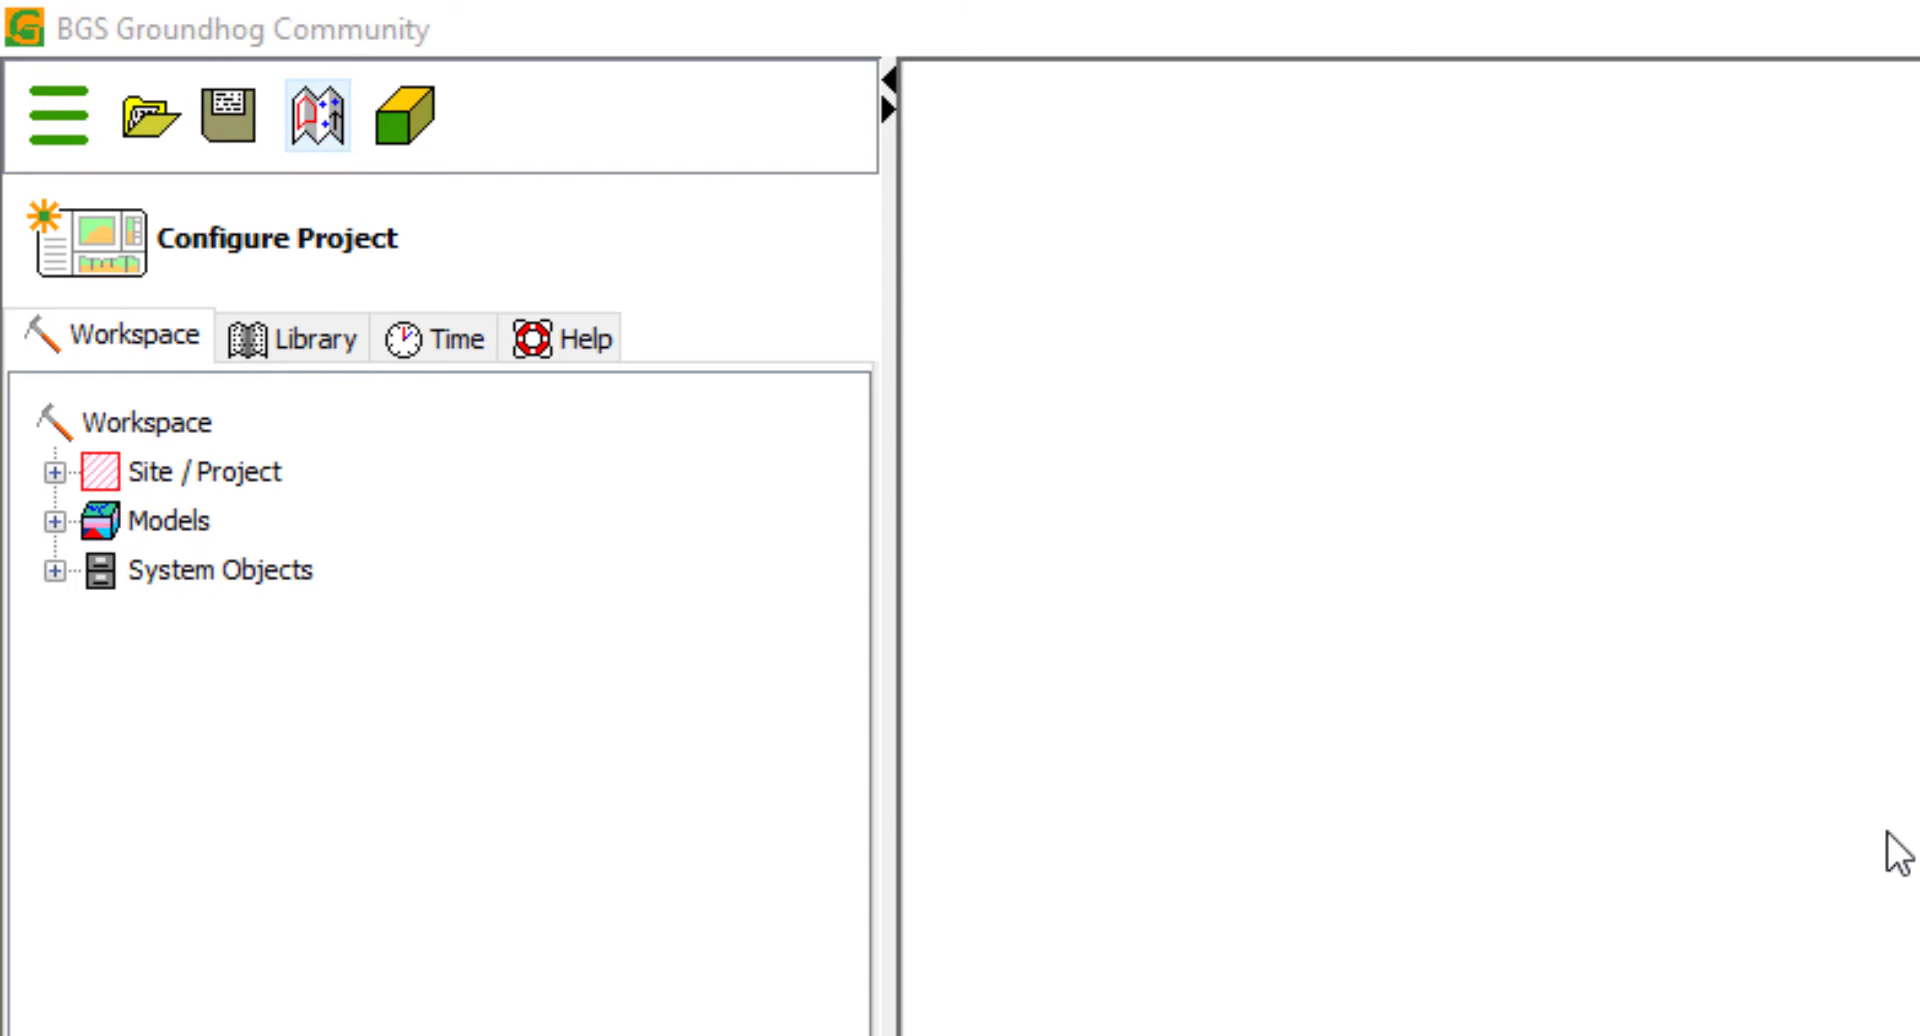 BGS Groundhog Community
Configure Project
Workspace
Library
Time
Help
Workspace
Site / Project
Models
System Objects